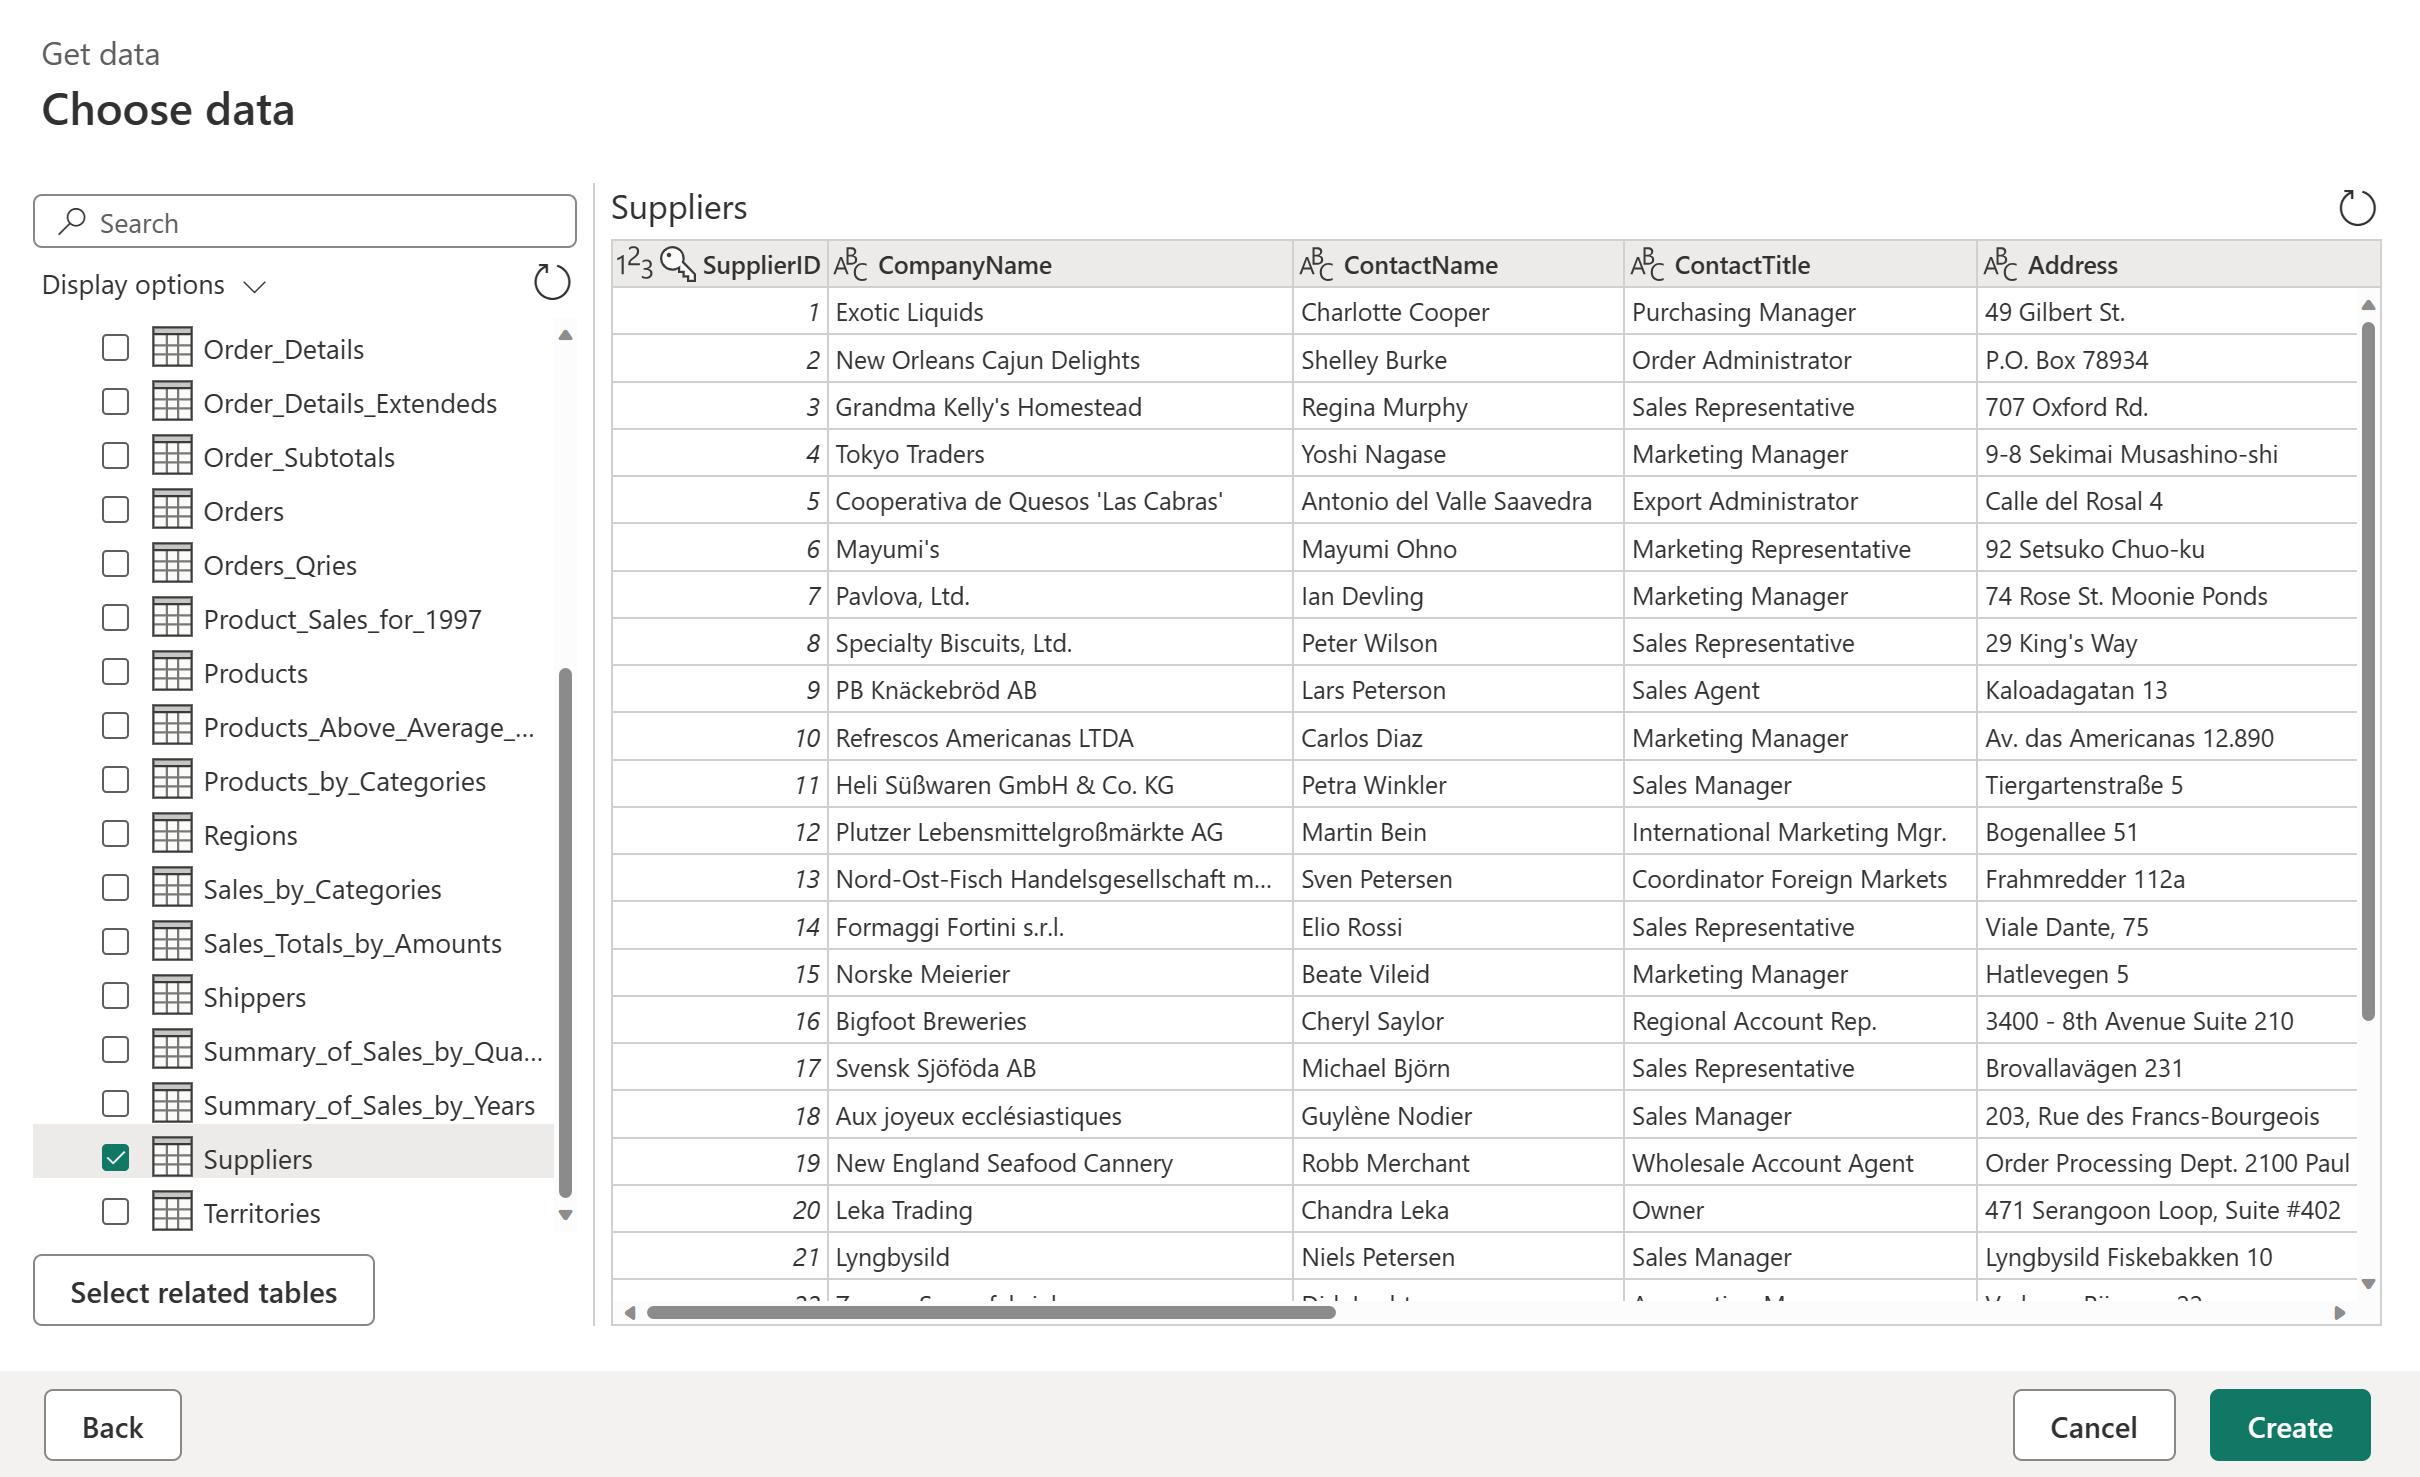 Get data
Choose data
Search
Display options
Order_Details
Order_Details_Extendeds
Order_Subtotals
Orders
Orders_Qries
Product_Sales_for_1997
Products
Products_Above_Average_...
Products_by_Categories
Regions
Sales_by_Categories
Sales_Totals_by_Amounts
Shippers
Summary_of_Sales_by_Qua...
Summary_of_Sales_by_Years
Suppliers
Territories
Select related tables
Suppliers
123 SupplierID ABC CompanyName ABC ContactName ABC ContactTitle ABC Address
1 Exotic Liquids Charlotte Cooper Purchasing Manager 49 Gilbert St.
2 New Orleans Cajun Delights Shelley Burke Order Administrator P.O. Box 78934
3 Grandma Kelly's Homestead Regina Murphy Sales Representative 707 Oxford Rd.
4 Tokyo Traders Yoshi Nagase Marketing Manager 9-8 Sekimai Musashino-shi
5 Cooperativa de Quesos 'Las Cabras' Antonio del Valle Saavedra Export Administrator Calle del Rosal 4
6 Mayumi's Mayumi Ohno Marketing Representative 92 Setsuko Chuo-ku
7 Pavlova, Ltd. Ian Devling Marketing Manager 74 Rose St. Moonie Ponds
8 Specialty Biscuits, Ltd. Peter Wilson Sales Representative 29 King's Way
9 PB Knäckebröd AB Lars Peterson Sales Agent Kaloadagatan 13
10 Refrescos Americanas LTDA Carlos Diaz Marketing Manager Av. das Americanas 12.890
11 Heli Süßwaren GmbH & Co. KG Petra Winkler Sales Manager Tiergartenstraße 5
12 Plutzer Lebensmittelgroßmärkte AG Martin Bein International Marketing Mgr. Bogenallee 51
13 Nord-Ost-Fisch Handelsgesellschaft m... Sven Petersen Coordinator Foreign Markets Frahmredder 112a
14 Formaggi Fortini s.r.l. Elio Rossi Sales Representative Viale Dante, 75
15 Norske Meierier Beate Vileid Marketing Manager Hatlevegen 5
16 Bigfoot Breweries Cheryl Saylor Regional Account Rep. 3400 - 8th Avenue Suite 210
17 Svensk Sjöföda AB Michael Björn Sales Representative Brovallavägen 231
18 Aux joyeux ecclésiastiques Guylène Nodier Sales Manager 203, Rue des Francs-Bourgeois
19 New England Seafood Cannery Robb Merchant Wholesale Account Agent Order Processing Dept. 2100 Paul
20 Leka Trading Chandra Leka Owner 471 Serangoon Loop, Suite #402
21 Lyngbysild Niels Petersen Sales Manager Lyngbysild Fiskebakken 10
Back
Cancel
Create